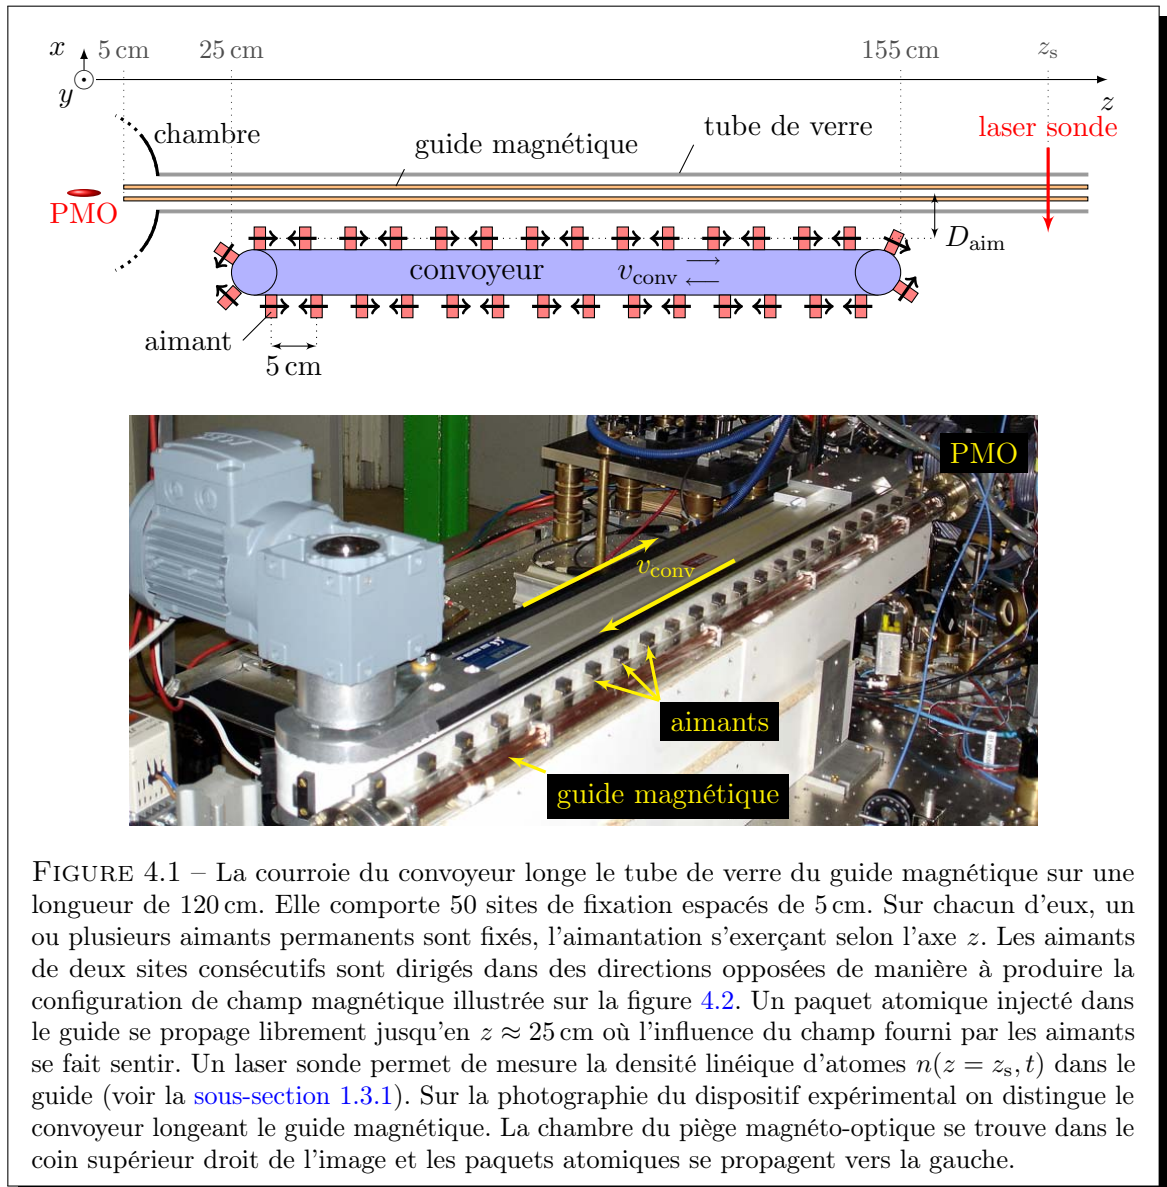 x
5 cm
25 cm
155 cm
zs
y
z
chambre
guide magnétique
tube de verre
laser sonde
PMO
Daim
convoyeur
vconv
aimant
5 cm
PMO
vconv
aimants
guide magnétique
FIGURE 4.1 – La courroie du convoyeur longe le tube de verre du guide magnétique sur une
longueur de 120 cm. Elle comporte 50 sites de fixation espacés de 5 cm. Sur chacun d'eux, un
ou plusieurs aimants permanents sont fixés, l'aimantation s'exerçant selon l'axe z. Les aimants
de deux sites consécutifs sont dirigés dans des directions opposées de manière à produire la
configuration de champ magnétique illustrée sur la figure 4.2. Un paquet atomique injecté dans
le guide se propage librement jusqu'en z ≈ 25 cm où l'influence du champ fourni par les aimants
se fait sentir. Un laser sonde permet de mesure la densité linéique d'atomes n(z = zs, t) dans le
guide (voir la sous-section 1.3.1). Sur la photographie du dispositif expérimental on distingue le
convoyeur longeant le guide magnétique. La chambre du piège magnéto-optique se trouve dans le
coin supérieur droit de l'image et les paquets atomiques se propagent vers la gauche.